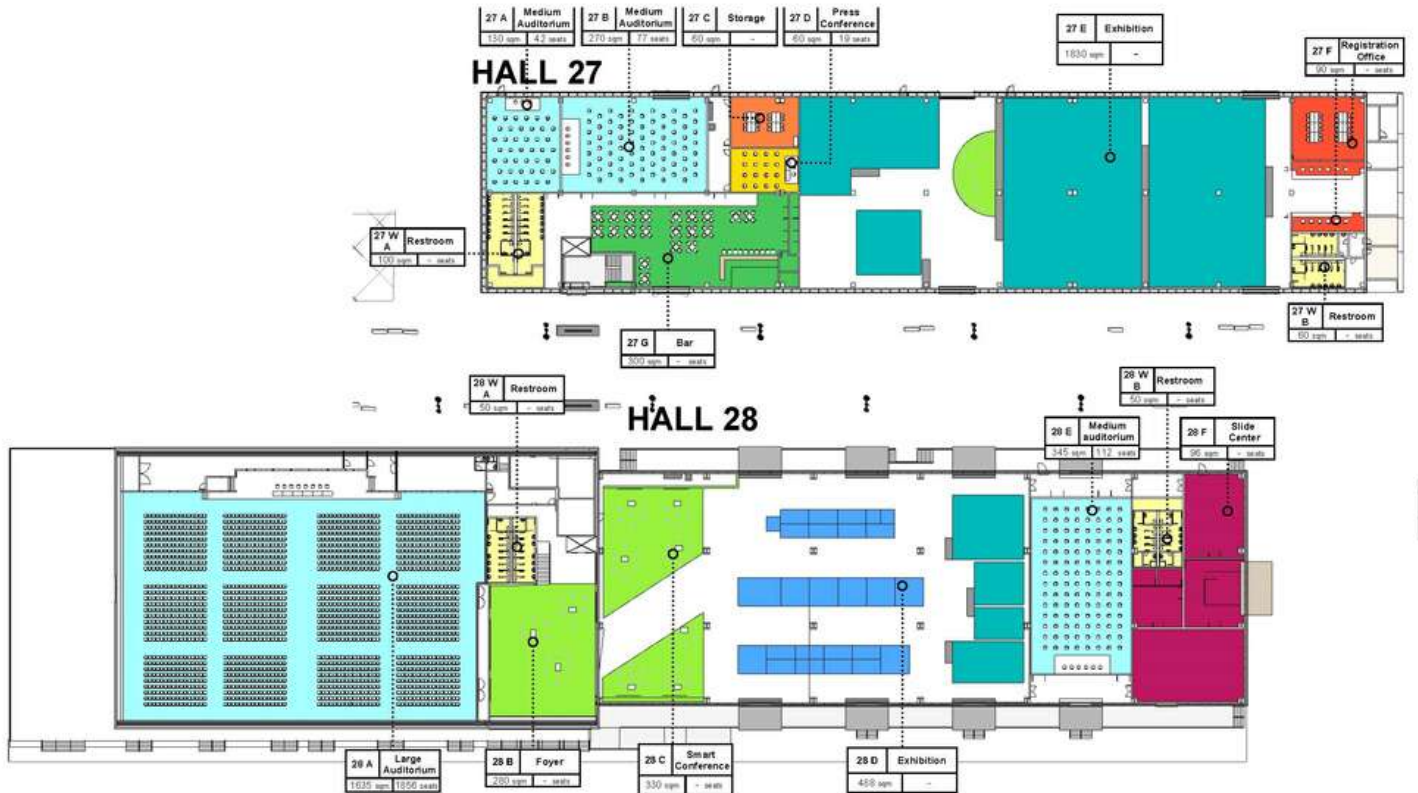 27 A Medium Auditorium
130 sqm 42 seats
27 B Medium Auditorium
270 sqm 77 seats
27 C Storage
60 sqm -
27 D Press Conference
60 sqm 19 seats
27 E Exhibition
1830 sqm -
27 F Registration Office
90 sqm - seats
HALL 27
27 W A Restroom
100 sqm - seats
27 G Bar
300 sqm - seats
27 W B Restroom
60 sqm - seats
28 W A Restroom
50 sqm - seats
HALL 28
28 W B Restroom
50 sqm - seats
28 E Medium auditorium
345 sqm 112 seats
28 F Slide Center
96 sqm - seats
28 A Large Auditorium
1635 sqm 1856 seats
28 B Foyer
280 sqm - seats
28 C Smart Conference
330 sqm - seats
28 D Exhibition
488 sqm -